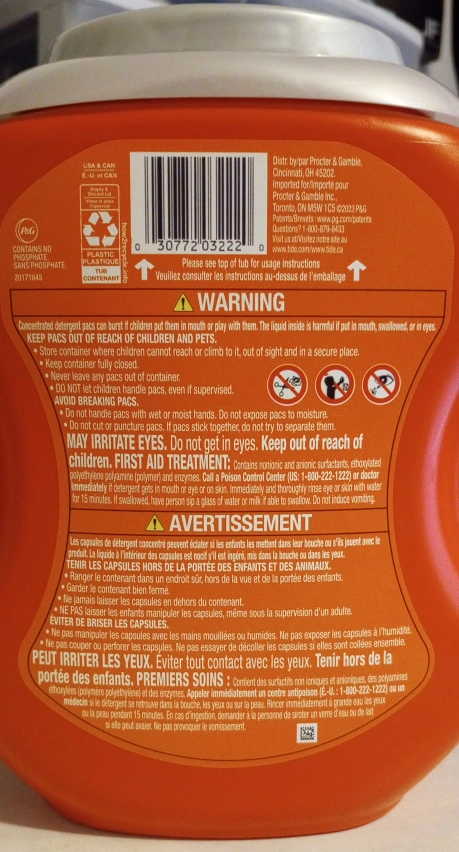 USA & CAN
É.-U. et CAN
Empty &
Discard Lid
how2recycle.info
PLASTIC
PLASTIQUE
TUB
CONTENANT
P&G
CONTAINS NO
PHOSPHATE.
SANS PHOSPHATE.
20171645
0 30772 03222 0
Distr. by/par Procter & Gamble,
Cincinnati, OH 45202.
Imported for/Importé pour
Procter & Gamble Inc.,
Toronto, ON M5W 1C5 ©2023 P&G
Patents/Brevets : www.pg.com/patents
Questions? 1-800-879-8433
Visit us at/Visitez notre site au
www.tide.com/www.tide.ca
Please see top of tub for usage instructions
Veuillez consulter les instructions au-dessus de l'emballage
WARNING
Concentrated detergent pacs can burst if children put them in mouth or play with them. The liquid inside is harmful if put in mouth, swallowed, or in eyes.
KEEP PACS OUT OF REACH OF CHILDREN AND PETS.
• Store container where children cannot reach or climb to it, out of sight and in a secure place.
• Keep container fully closed.
• Never leave any pacs out of container.
• DO NOT let children handle pacs, even if supervised.
AVOID BREAKING PACS.
• Do not handle pacs with wet or moist hands. Do not expose pacs to moisture.
• Do not cut or puncture pacs. If pacs stick together, do not try to separate them.
MAY IRRITATE EYES. Do not get in eyes. Keep out of reach of
children. FIRST AID TREATMENT: Contains nonionic and anionic surfactants, ethoxylated
polyethylene polyamine (polymer) and enzymes. Call a Poison Control Center (US: 1-800-222-1222) or doctor
immediately if detergent gets in mouth or eye or on skin. Immediately and thoroughly rinse eye or skin with water
for 15 minutes. If swallowed, have person sip a glass of water or milk if able to swallow. Do not induce vomiting.
AVERTISSEMENT
Les capsules de détergent concentré peuvent éclater si les enfants les mettent dans leur bouche ou s'ils jouent avec le
produit. Le liquide à l'intérieur des capsules est nocif s'il est ingéré, mis dans la bouche ou dans les yeux.
TENIR LES CAPSULES HORS DE LA PORTÉE DES ENFANTS ET DES ANIMAUX.
• Ranger le contenant dans un endroit sûr, hors de la vue et de la portée des enfants.
• Garder le contenant bien fermé.
• Ne jamais laisser les capsules en dehors du contenant.
• NE PAS laisser les enfants manipuler les capsules, même sous la supervision d'un adulte.
ÉVITER DE BRISER LES CAPSULES.
• Ne pas manipuler les capsules avec les mains mouillées ou humides. Ne pas exposer les capsules à l'humidité.
• Ne pas couper ou perforer les capsules. Ne pas essayer de décoller les capsules si elles sont collées ensemble.
PEUT IRRITER LES YEUX. Éviter tout contact avec les yeux. Tenir hors de la
portée des enfants. PREMIERS SOINS : Contient des surfactifs non ioniques et anioniques, des polyamines
éthoxylées (polymère polyéthylène) et des enzymes. Appeler immédiatement un centre antipoison (É.-U. : 1-800-222-1222) ou un
médecin si le détergent se retrouve dans la bouche, les yeux ou sur la peau. Rincer immédiatement à grande eau les yeux
ou la peau pendant 15 minutes. En cas d'ingestion, demander à la personne de siroter un verre d'eau ou de lait
si elle peut avaler. Ne pas provoquer le vomissement.